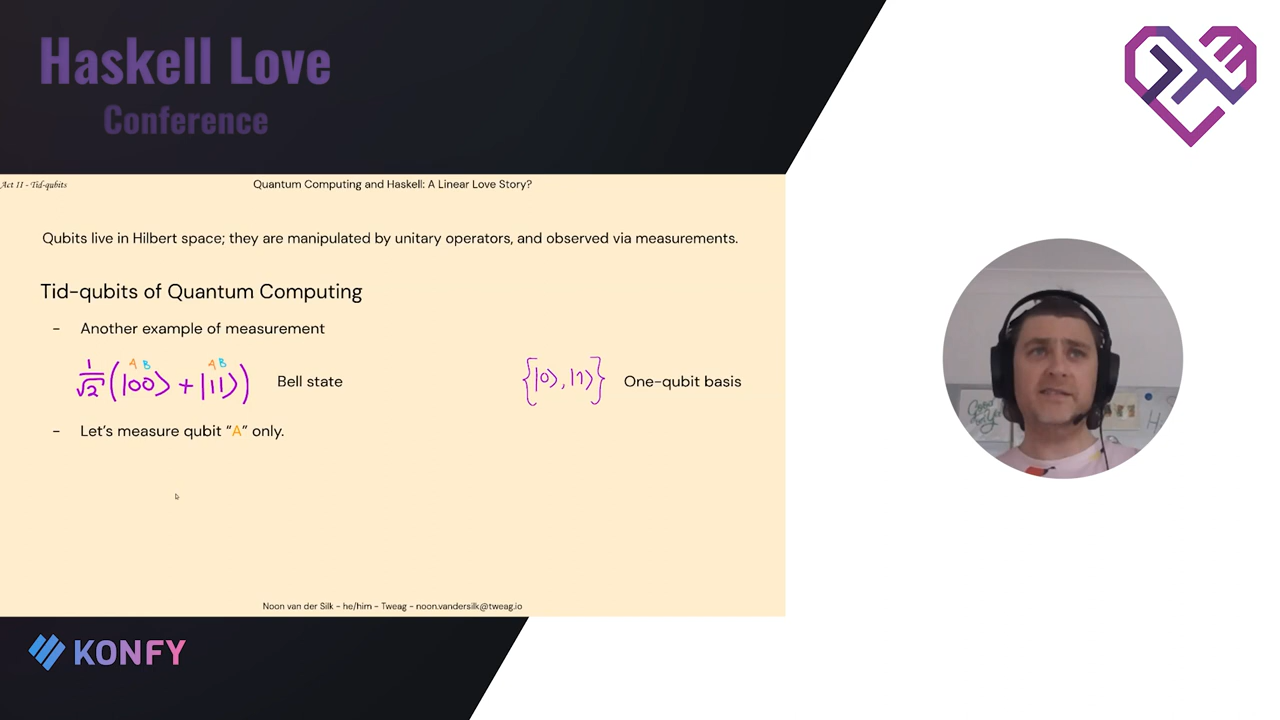 Haskell Love
Conference
Act II - Tid-qubits
Quantum Computing and Haskell: A Linear Love Story?
Qubits live in Hilbert space; they are manipulated by unitary operators, and observed via measurements.
Tid-qubits of Quantum Computing
- Another example of measurement
A B A B
1/√2 (|00⟩ + |11⟩) Bell state {|0⟩, |1⟩} One-qubit basis
- Let's measure qubit "A" only.
Noon van der Silk - he/him - Tweag - noon.vandersilk@tweag.io
KONFY